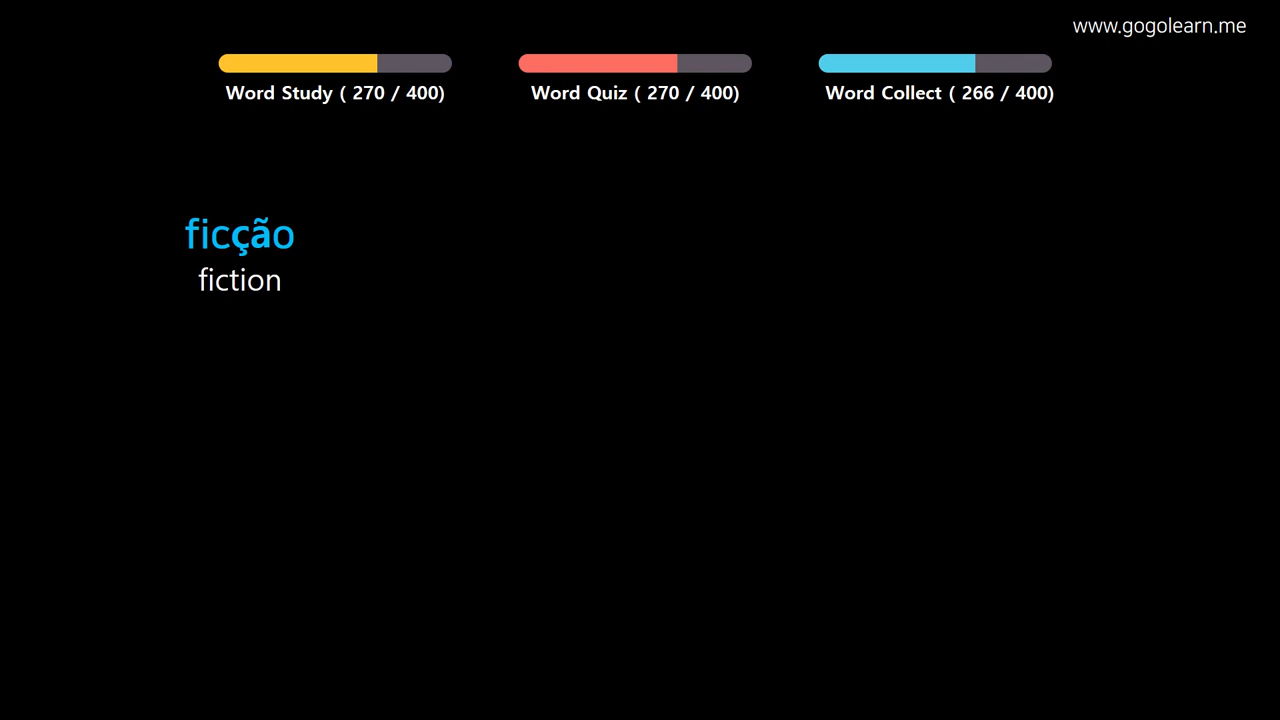 www.gogolearn.me
Word Study ( 270 / 400)
Word Quiz ( 270 / 400)
Word Collect ( 266 / 400)
ficção
fiction